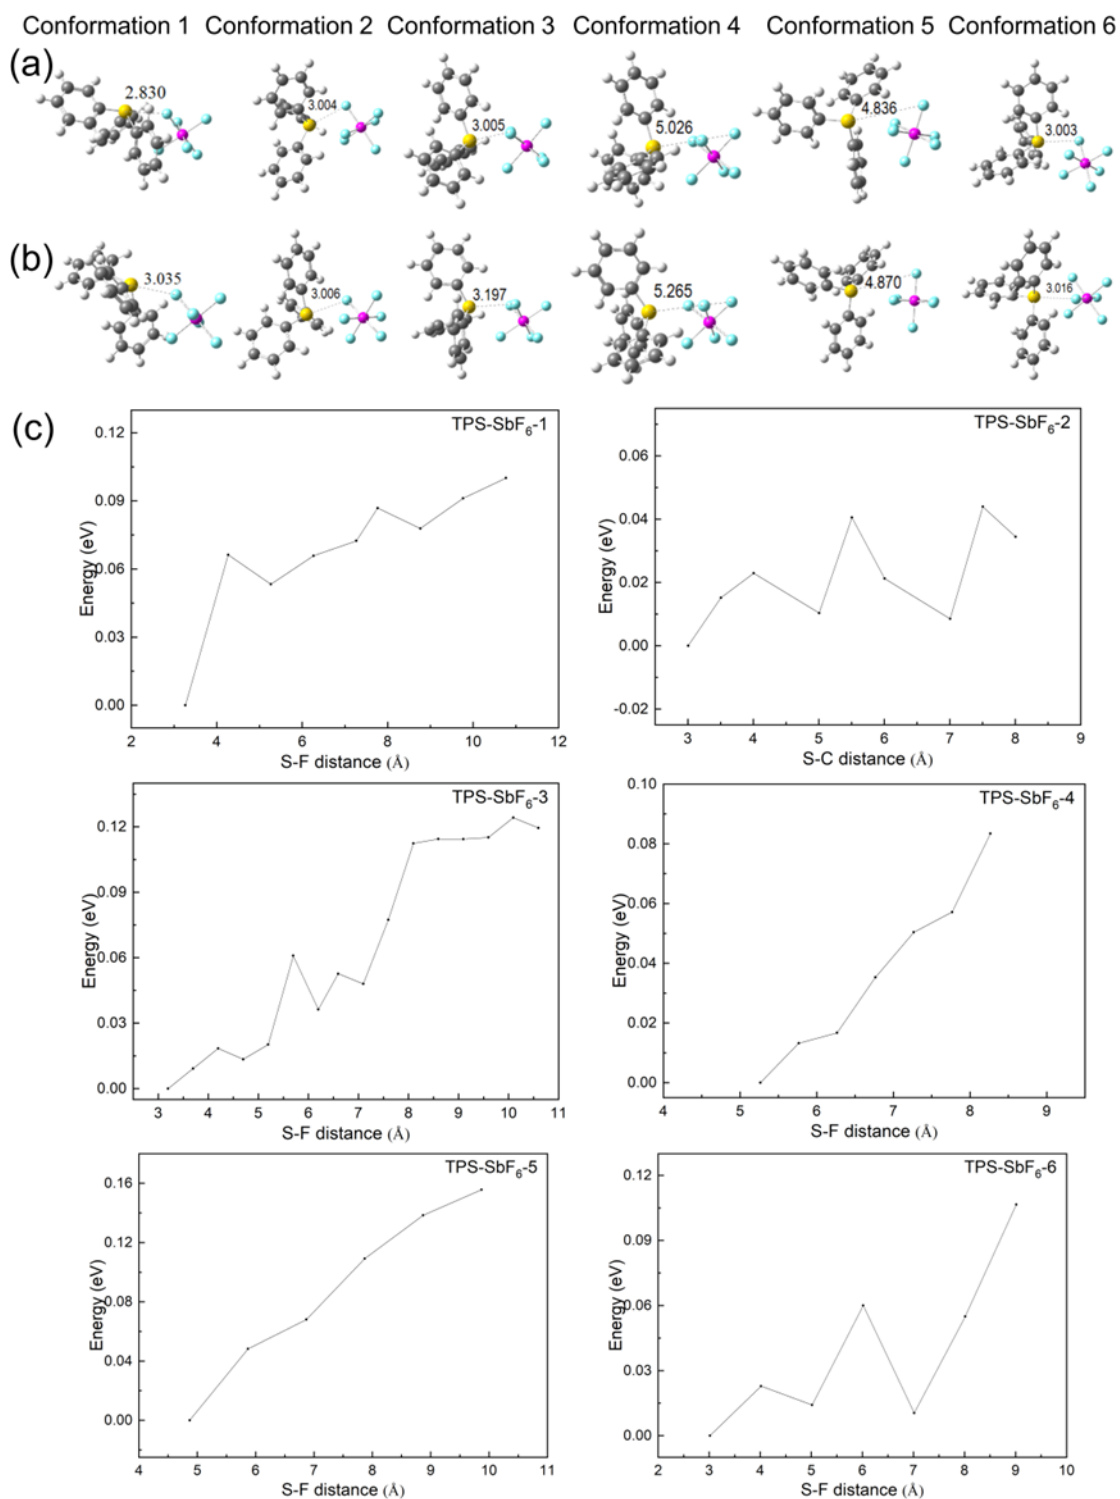 Conformation 1 Conformation 2 Conformation 3 Conformation 4 Conformation 5 Conformation 6
(a)
2.830 3.004 3.005 5.026 4.836 3.003
(b)
3.035 3.006 3.197 5.265 4.870 3.016
(c)
TPS-SbF6-1
Energy (eV)
0.12
0.09
0.06
0.03
0.00
2 4 6 8 10 12
S-F distance (Å)
TPS-SbF6-2
Energy (eV)
0.06
0.04
0.02
0.00
-0.02
3 4 5 6 7 8 9
S-C distance (Å)
TPS-SbF6-3
Energy (eV)
0.12
0.09
0.06
0.03
0.00
3 4 5 6 7 8 9 10 11
S-F distance (Å)
TPS-SbF6-4
Energy (eV)
0.10
0.08
0.06
0.04
0.02
0.00
4 5 6 7 8 9
S-F distance (Å)
TPS-SbF6-5
Energy (eV)
0.16
0.12
0.08
0.04
0.00
4 5 6 7 8 9 10 11
S-F distance (Å)
TPS-SbF6-6
Energy (eV)
0.12
0.09
0.06
0.03
0.00
2 3 4 5 6 7 8 9 10
S-F distance (Å)